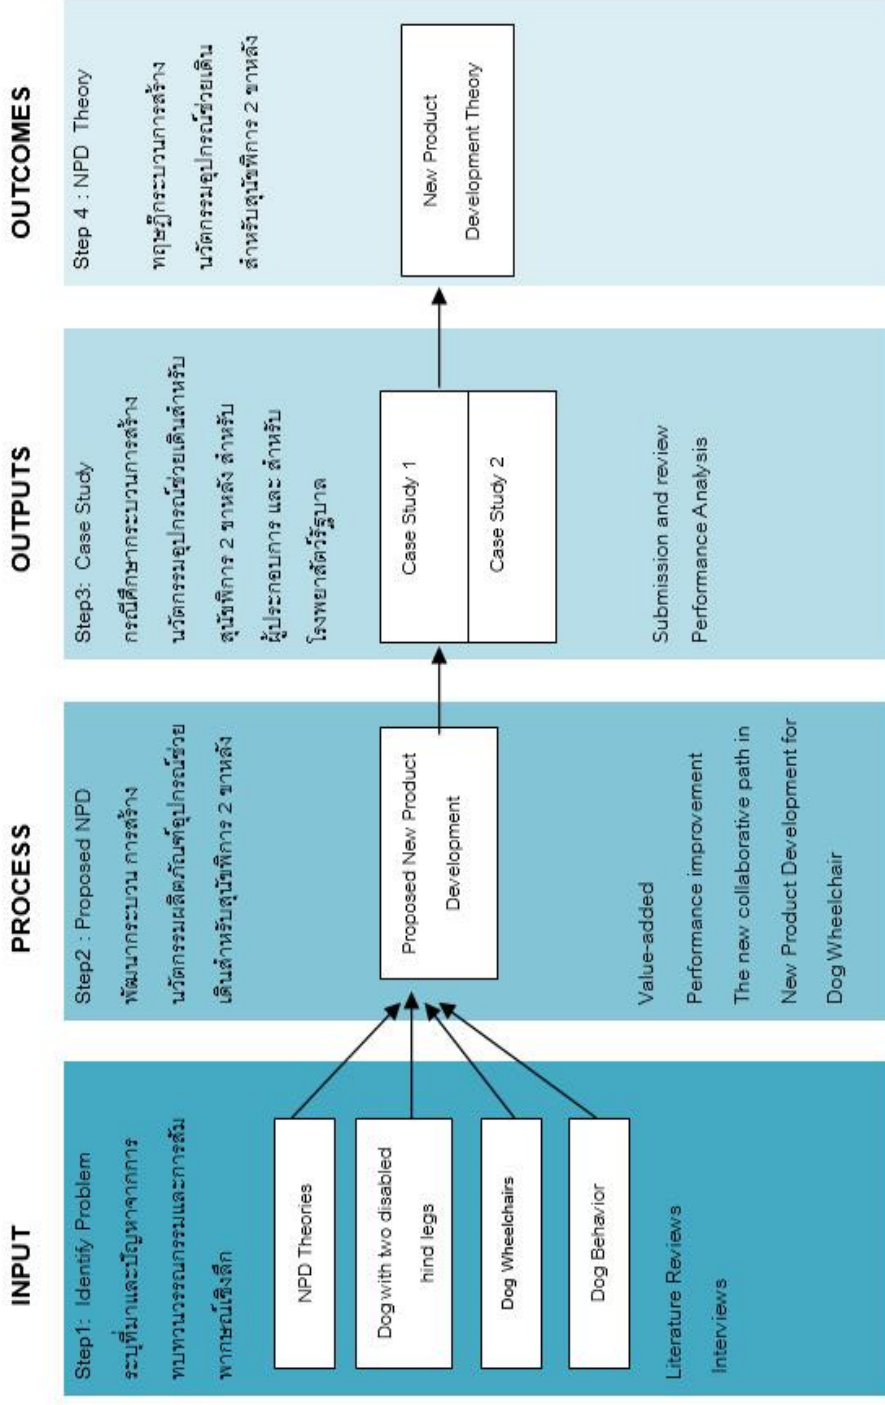 INPUT
Step1: Identify Problem
ระบุที่มาและปัญหาจากการ
ทบทวนวรรณกรรมและการสัม
พากษณ์เชิงลึก
NPD Theories
Dog with two disabled
hind legs
Dog Wheelchairs
Dog Behavior
Literature Reviews
Interviews
PROCESS
Step2 : Proposed NPD
พัฒนากระบวน การสร้าง
นวัตกรรมผลิตภัณฑ์อุปกรณ์ช่วย
เดินสำหรับสุนัขพิการ 2 ขาหลัง
Proposed New Product
Development
Value-added
Performance improvement
The new collaborative path in
New Product Development for
Dog Wheelchair
OUTPUTS
Step3: Case Study
กรณีศึกษากระบวนการสร้าง
นวัตกรรมอุปกรณ์ช่วยเดินสำหรับ
สุนัขพิการ 2 ขาหลัง สำหรับ
ผู้ประกอบการ และ สำหรับ
โรงพยาสัตว์รัฐบาล
Case Study 1
Case Study 2
Submission and review
Performance Analysis
OUTCOMES
Step 4 : NPD Theory
ทฤษฎีกระบวนการสร้าง
นวัตกรรมอุปกรณ์ช่วยเดิน
สำหรับสุนัขพิการ 2 ขาหลัง
New Product
Development Theory